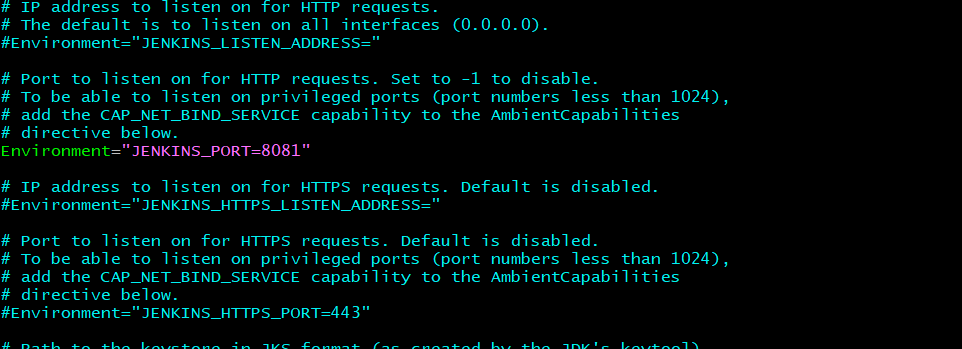 # IP address to listen on for HTTP requests.
# The default is to listen on all interfaces (0.0.0.0).
#Environment="JENKINS_LISTEN_ADDRESS="
# Port to listen on for HTTP requests. Set to -1 to disable.
# To be able to listen on privileged ports (port numbers less than 1024),
# add the CAP_NET_BIND_SERVICE capability to the AmbientCapabilities
# directive below.
Environment="JENKINS_PORT=8081"
# IP address to listen on for HTTPS requests. Default is disabled.
#Environment="JENKINS_HTTPS_LISTEN_ADDRESS="
# Port to listen on for HTTPS requests. Default is disabled.
# To be able to listen on privileged ports (port numbers less than 1024),
# add the CAP_NET_BIND_SERVICE capability to the AmbientCapabilities
# directive below.
#Environment="JENKINS_HTTPS_PORT=443"
# Path to the keystore in JKS format (as created by the JDK's keytool)